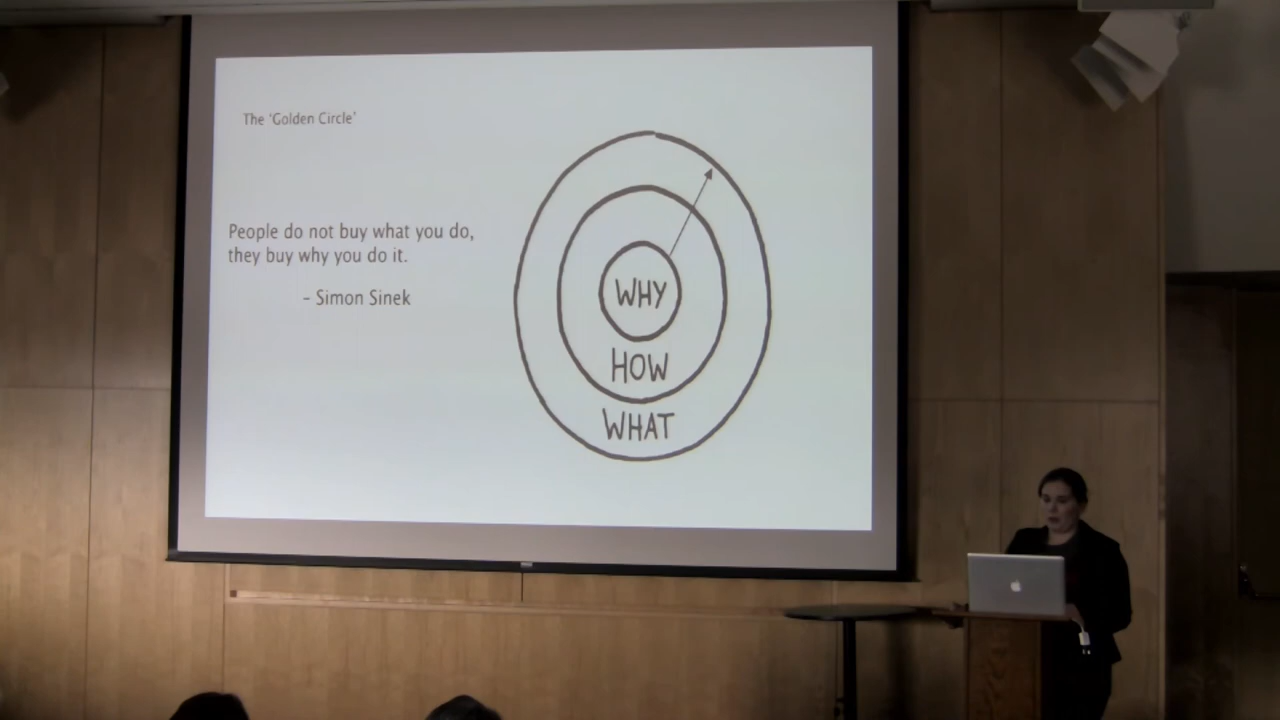 The 'Golden Circle'
People do not buy what you do,
they buy why you do it.
– Simon Sinek
WHY
HOW
WHAT